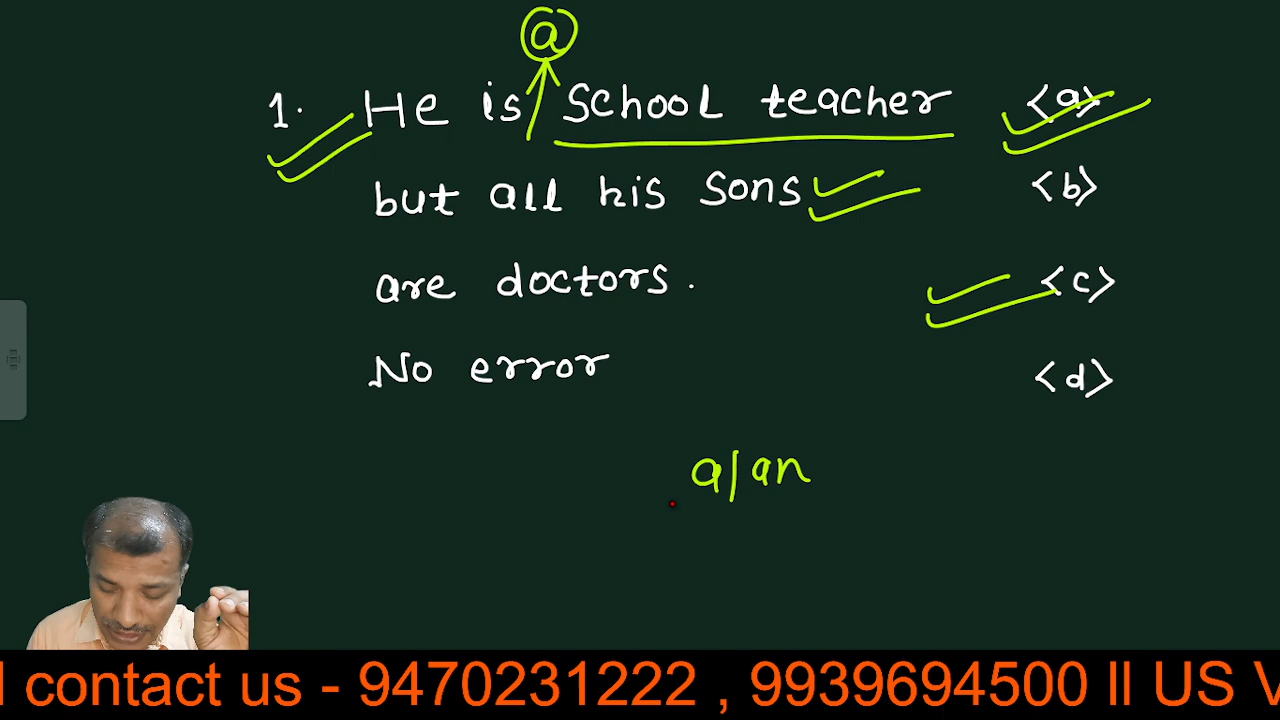 a
1. He is School teacher <a>
but all his sons <b>
are doctors. <c>
No error <d>
a/an
contact us - 9470231222 , 9939694500 ll US